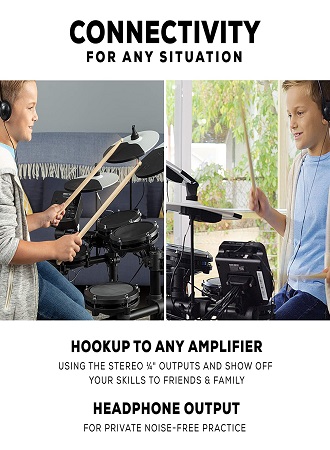 CONNECTIVITY
FOR ANY SITUATION
HOOKUP TO ANY AMPLIFIER
USING THE STEREO ¼" OUTPUTS AND SHOW OFF
YOUR SKILLS TO FRIENDS & FAMILY
HEADPHONE OUTPUT
FOR PRIVATE NOISE-FREE PRACTICE